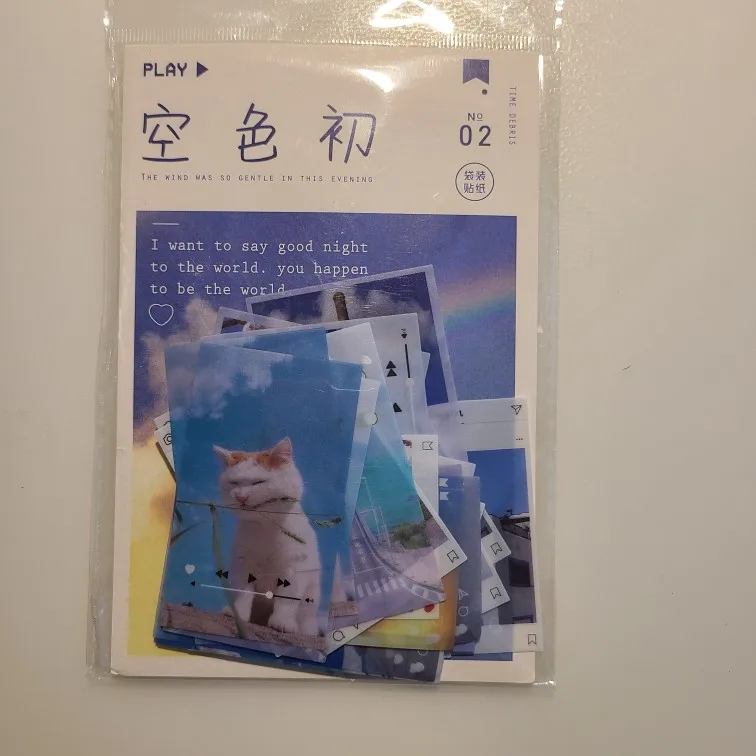 PLAY
空色初
THE WIND WAS SO GENTLE IN THIS EVENING
No
02
TIME DEBRIS
袋装
贴纸
I want to say good night
to the world. you happen
to be the world